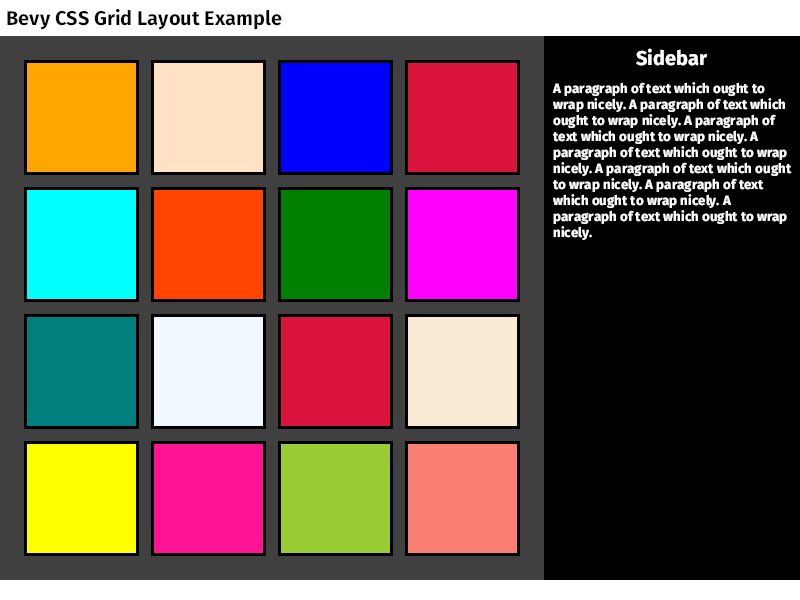 Bevy CSS Grid Layout Example
Sidebar
A paragraph of text which ought to
wrap nicely. A paragraph of text which
ought to wrap nicely. A paragraph of
text which ought to wrap nicely. A
paragraph of text which ought to wrap
nicely. A paragraph of text which ought
to wrap nicely. A paragraph of text
which ought to wrap nicely. A
paragraph of text which ought to wrap
nicely.